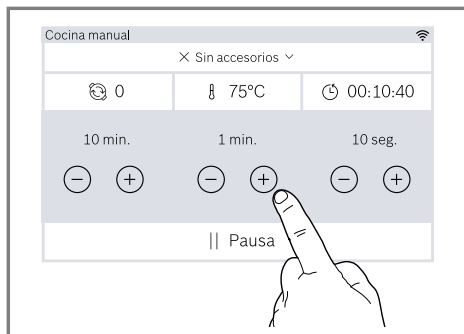 Cocina manual
Sin accesorios
0 75°C 00:10:40
10 min. 1 min. 10 seg.
Pausa